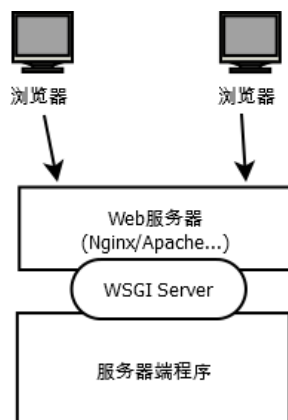 浏览器
浏览器
Web服务器
(Nginx/Apache...)
WSGI Server
服务器端程序